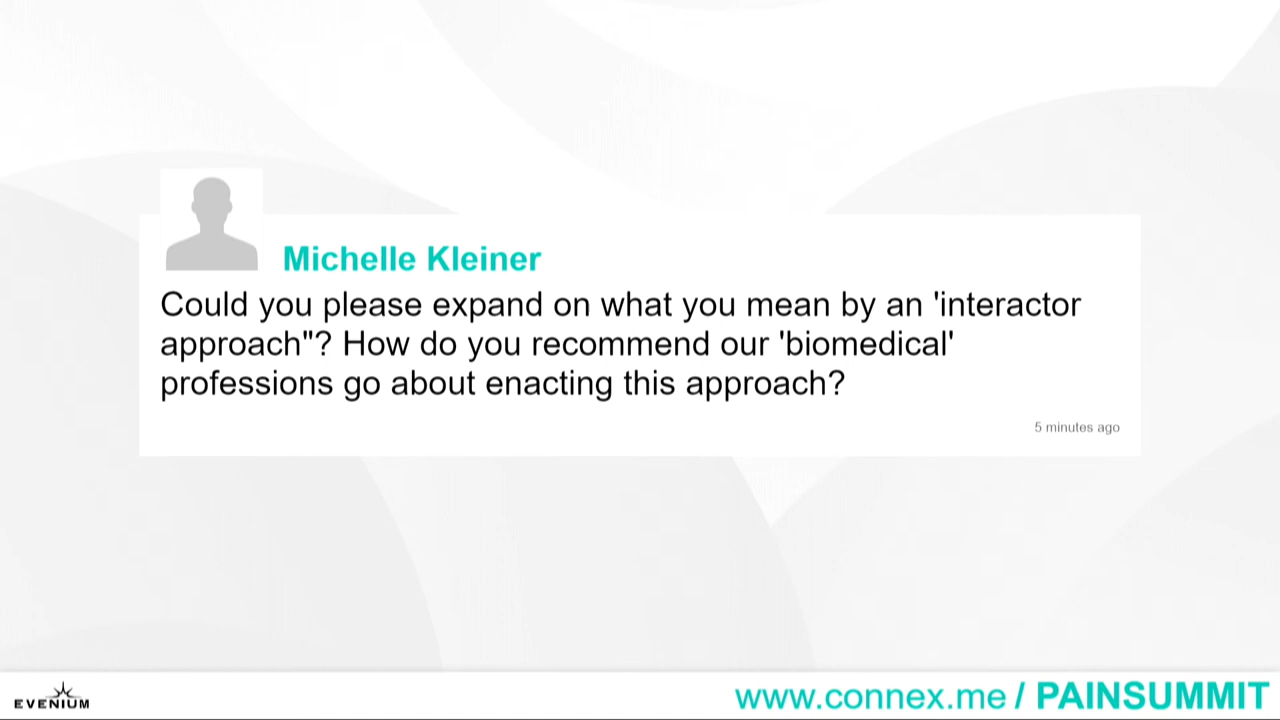 Michelle Kleiner
Could you please expand on what you mean by an 'interactor
approach"? How do you recommend our 'biomedical'
professions go about enacting this approach?
5 minutes ago
EVENIUM
www.connex.me / PAINSUMMIT